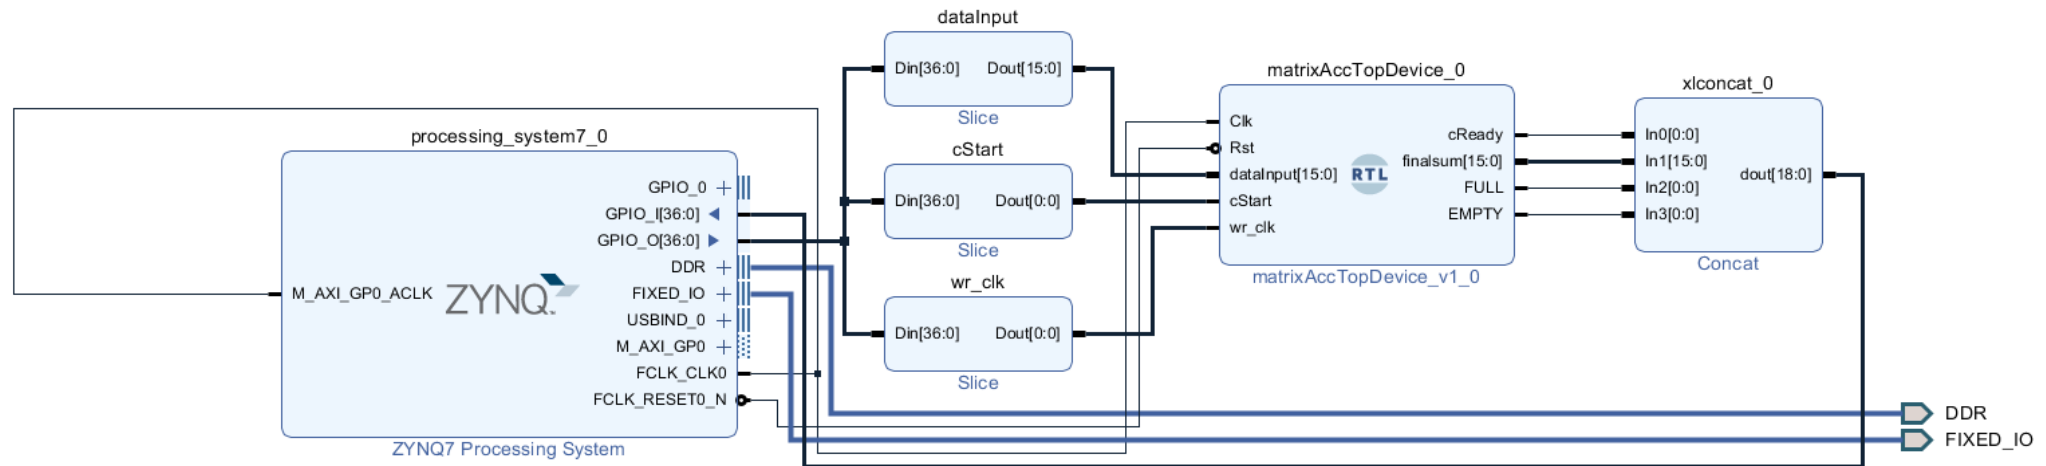 dataInput
Din[36:0] Dout[15:0]
Slice
cStart
Din[36:0] Dout[0:0]
Slice
wr_clk
Din[36:0] Dout[0:0]
Slice
processing_system7_0
GPIO_0
GPIO_I[36:0]
GPIO_O[36:0]
DDR
M_AXI_GP0_ACLK ZYNQ FIXED_IO
USBIND_0
M_AXI_GP0
FCLK_CLK0
FCLK_RESET0_N
ZYNQ7 Processing System
matrixAccTopDevice_0
Clk
Rst cReady
dataInput[15:0] RTL finalsum[15:0]
cStart FULL
wr_clk EMPTY
matrixAccTopDevice_v1_0
xlconcat_0
In0[0:0]
In1[15:0] dout[18:0]
In2[0:0]
In3[0:0]
Concat
DDR
FIXED_IO